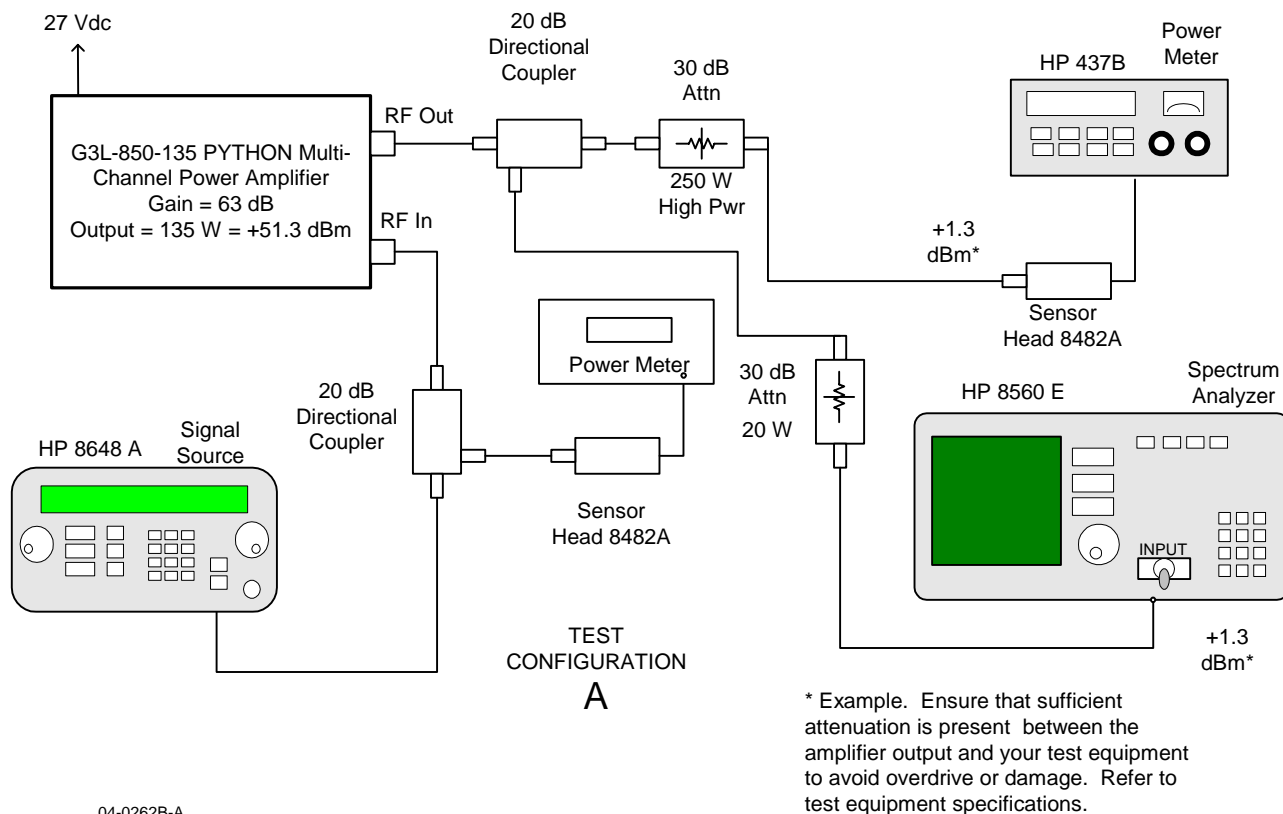 27 Vdc
20 dB
Directional
Coupler
30 dB
Attn
Power
Meter
HP 437B
RF Out
G3L-850-135 PYTHON Multi-
Channel Power Amplifier
Gain = 63 dB
Output = 135 W = +51.3 dBm
250 W
High Pwr
RF In
+1.3
dBm*
Sensor
Head 8482A
Power Meter
20 dB
Directional
Coupler
30 dB
Attn
20 W
Spectrum
Analyzer
HP 8560 E
Signal
Source
HP 8648 A
Sensor
Head 8482A
INPUT
TEST
CONFIGURATION
A
+1.3
dBm*
* Example. Ensure that sufficient
attenuation is present between the
amplifier output and your test equipment
to avoid overdrive or damage. Refer to
test equipment specifications.
04-0262B-A